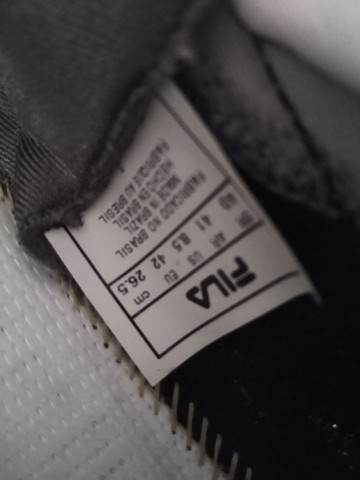 FILA
BR AR US EU cm
40 41 8.5 42 26.5
FABRICADO NO BRASIL
MADE IN BRAZIL
HECHO EN BRASIL
FABRIQUÉ AU BRÉSIL